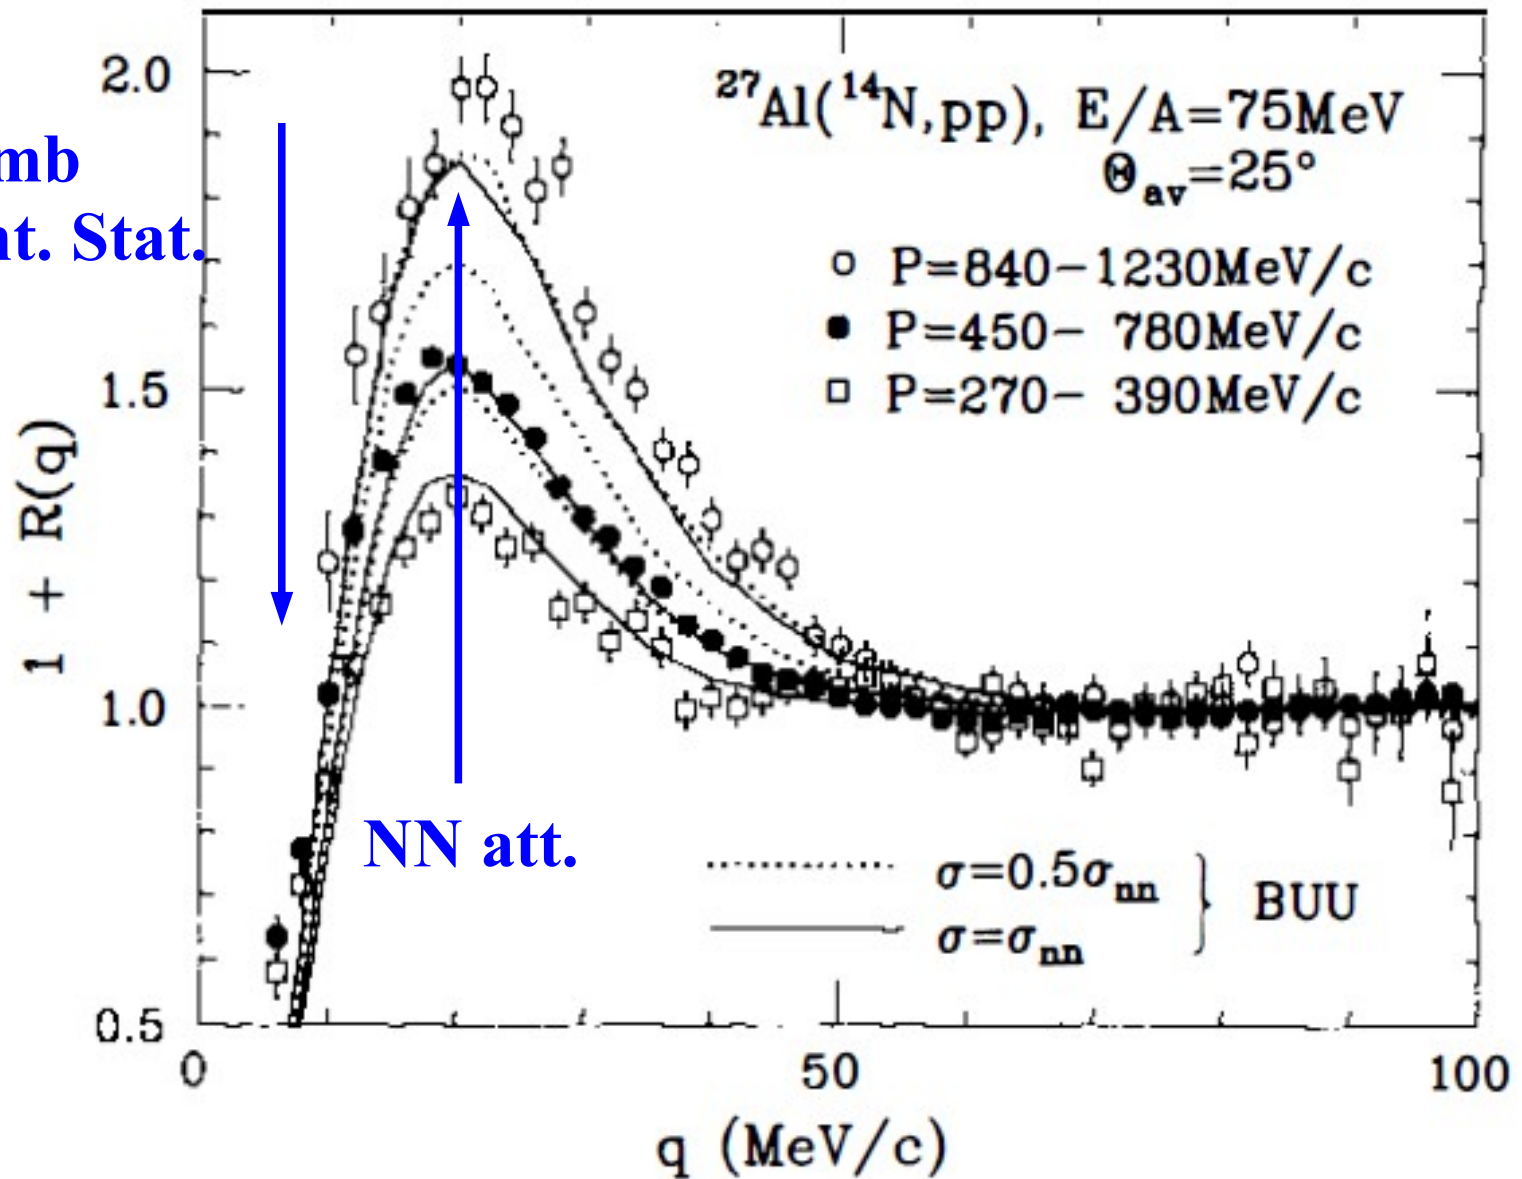 2.0
1.5
1.0
0.5
1 + R(q)
0
50
100
q (MeV/c)
mb
nt. Stat.
²⁷Al(¹⁴N,pp), E/A=75MeV
Θav=25°
○ P=840-1230MeV/c
● P=450- 780MeV/c
□ P=270- 390MeV/c
NN att.
σ=0.5σnn
σ=σnn
BUU